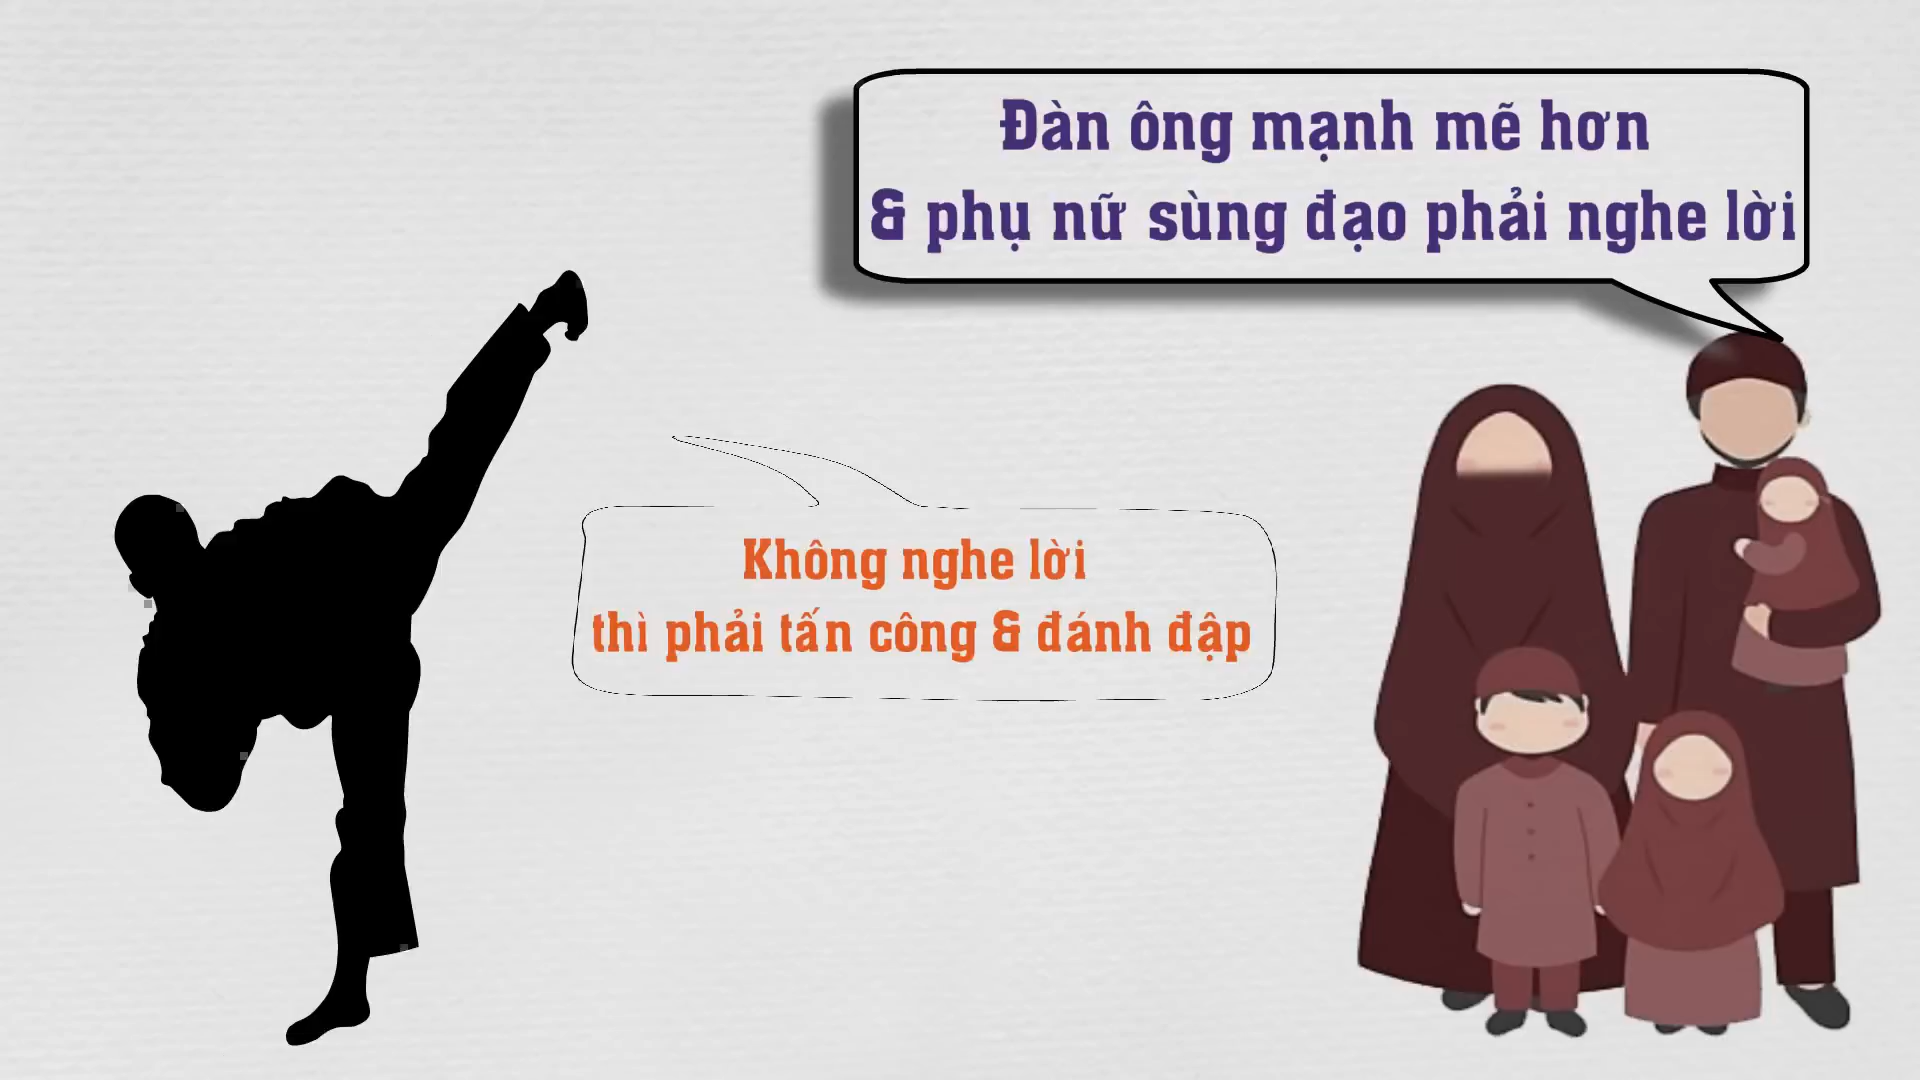 Đàn ông mạnh mẽ hơn
& phụ nữ sùng đạo phải nghe lời
Không nghe lời
thì phải tấn công & đánh đập